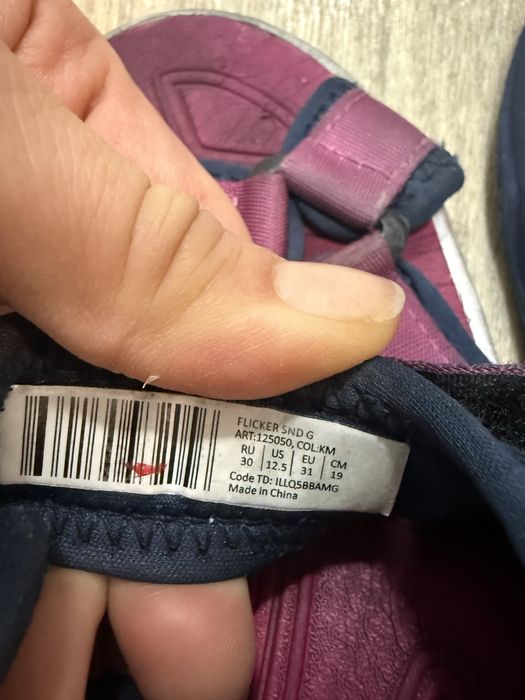 FLICKER SND G
ART:125050, COL:KM
RU US EU CM
30 12.5 31 19
Code TD: ILLQ5BBAMG
Made in China